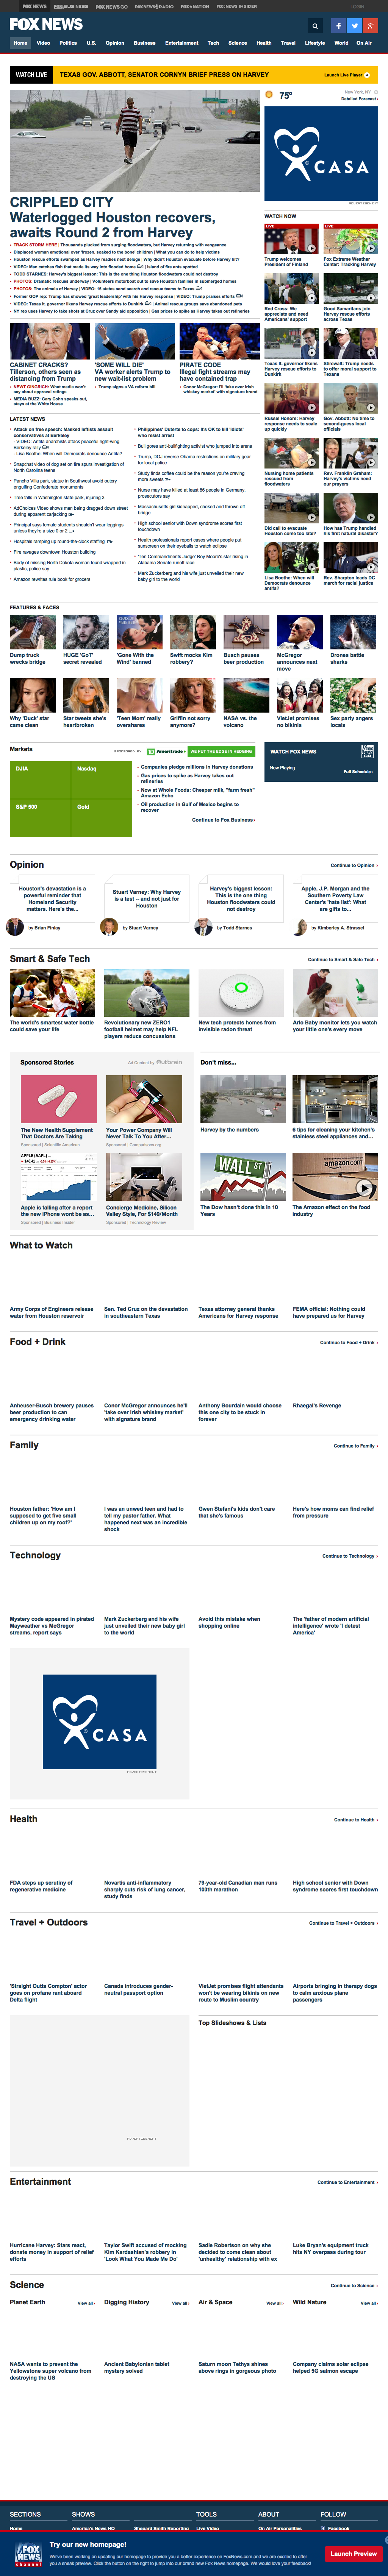 FOX NEWS
FOX BUSINESS
FOX NEWS GO
FOX NEWS RADIO
FOX NATION
FOX NEWS INSIDER
LOGIN
FOX NEWS
Home Video Politics U.S. Opinion Business Entertainment Tech Science Health Travel Lifestyle World On Air
WATCH LIVE
TEXAS GOV. ABBOTT, SENATOR CORNYN BRIEF PRESS ON HARVEY
Launch Live Player
75°
New York, NY
Detailed Forecast
CASA
ADVERTISEMENT
CRIPPLED CITY
Waterlogged Houston recovers,
awaits Round 2 from Harvey
TRACK STORM HERE | Thousands plucked from surging floodwaters, but Harvey returning with vengeance
Displaced women emotional over frozen, soaked to the bone' children | What you can do to help victims
Houston rescue efforts swamped as Harvey readies next deluge | Why didn't Houston evacuate before Harvey hit?
VIDEO: Man catches fish that made its way into flooded home | Island of fire ants spotted
TODD STARNES: Harvey's biggest lesson: This is the one thing Houston floodwaters could not destroy
PHOTOS: Dramatic rescues underway | Volunteers motorboat out to save Houston families in submerged homes
PHOTOS: The animals of Harvey | VIDEO: 15 states send search and rescue teams to Texas
Former GOP rep: Trump has showed 'great leadership' with his Harvey response | VIDEO: Trump praises efforts
VIDEO: Texas lt. governor likens Harvey rescue efforts to Dunkirk | Animal rescue groups save abandoned pets
NY rep uses Harvey to take shots at Cruz over Sandy aid opposition | Gas prices to spike as Harvey takes out refineries
CABINET CRACKS?
Tillerson, others seen as
distancing from Trump
NEWT GINGRICH: What media won't
say about approval ratings
MEDIA BUZZ: Gary Cohn speaks out,
stays at the White House
'SOME WILL DIE'
VA worker alerts Trump to
new wait-list problem
Trump signs a VA reform bill
PIRATE CODE
Illegal fight streams may
have contained trap
Conor McGregor: I'll 'take over Irish
whiskey market' with signature brand
WATCH NOW
LIVE
LIVE
Trump welcomes
President of Finland
Fox Extreme Weather
Center: Tracking Harvey
Red Cross: We
appreciate and need
Americans' support
Good Samaritans join
Harvey rescue efforts
across Texas
Texas lt. governor likens
Harvey rescue efforts to
Dunkirk
Stirewalt: Trump needs
to offer moral support to
Texans
Russel Honore: Harvey
response needs to scale
up quickly
Gov. Abbott: No time to
second-guess local
officials
Nursing home patients
rescued from
floodwaters
Rev. Franklin Graham:
Harvey's victims need
our prayers
Did call to evacuate
Houston come too late?
How has Trump handled
his first natural disaster?
Lisa Boothe: When will
Democrats denounce
antifa?
Rev. Sharpton leads DC
march for racial justice
LATEST NEWS
Attack on free speech: Masked leftists assault
conservatives at Berkeley
VIDEO: Antifa anarchists attack peaceful right-wing
Berkeley rally
Lisa Boothe: When will Democrats denounce Antifa?
Snapchat video of dog set on fire spurs investigation of
North Carolina teens
Pancho Villa park, statue in Southwest avoid outcry
engulfing Confederate monuments
Tree falls in Washington state park, injuring 3
AdChoices Video shows man being dragged down street
during apparent carjacking
Principal says female students shouldn't wear leggings
unless they're a size 0 or 2
Hospitals ramping up round-the-clock staffing
Fire ravages downtown Houston building
Body of missing North Dakota woman found wrapped in
plastic, police say
Amazon rewrites rule book for grocers
Philippines' Duterte to cops: It's OK to kill 'idiots'
who resist arrest
Bull gores anti-bullfighting activist who jumped into arena
Trump, DOJ reverse Obama restrictions on military gear
for local police
Study finds coffee could be the reason you're craving
more sweets
Nurse may have killed at least 86 people in Germany,
prosecutors say
Massachusetts girl kidnapped, choked and thrown off
bridge
High school senior with Down syndrome scores first
touchdown
Health professionals report cases where people put
sunscreen on their eyeballs to watch eclipse
'Ten Commandments Judge' Roy Moore's star rising in
Alabama Senate runoff race
Mark Zuckerberg and his wife just unveiled their new
baby girl to the world
FEATURES & FACES
Dump truck
wrecks bridge
HUGE 'GoT'
secret revealed
'Gone With the
Wind' banned
Swift mocks Kim
robbery?
Busch pauses
beer production
McGregor
announces next
move
Drones battle
sharks
Why 'Duck' star
came clean
Star tweets she's
heartbroken
'Teen Mom' really
overshares
Griffin not sorry
anymore?
NASA vs. the
volcano
VietJet promises
no bikinis
Sex party angers
locals
Markets
SPONSORED BY
Ameritrade
WE PUT THE EDGE IN HEDGING
DJIA
Nasdaq
S&P 500
Gold
Companies pledge millions in Harvey donations
Gas prices to spike as Harvey takes out
refineries
Now at Whole Foods: Cheaper milk, "farm fresh"
Amazon Echo
Oil production in Gulf of Mexico begins to
recover
Continue to Fox Business
WATCH FOX NEWS
Now Playing
Full Schedule
Opinion
Continue to Opinion
Houston's devastation is a
powerful reminder that
Homeland Security
matters. Here's the...
by Brian Finlay
Stuart Varney: Why Harvey
is a test -- and not just for
Houston
by Stuart Varney
Harvey's biggest lesson:
This is the one thing
Houston floodwaters could
not destroy
by Todd Starnes
Apple, J.P. Morgan and the
Southern Poverty Law
Center's 'hate list': What
are gifts to...
by Kimberley A. Strassel
Smart & Safe Tech
Continue to Smart & Safe Tech
The world's smartest water bottle
could save your life
Revolutionary new ZERO1
football helmet may help NFL
players reduce concussions
New tech protects homes from
invisible radon threat
Arlo Baby monitor lets you watch
your little one's every move
Sponsored Stories
Ad Content by Outbrain
The New Health Supplement
That Doctors Are Taking
Sponsored | Scientific American
Your Power Company Will
Never Talk To You After...
Sponsored | Comparisons.org
APPLE (AAPL)
Apple is falling after a report
the new iPhone wont be as...
Sponsored | Business Insider
Concierge Medicine, Silicon
Valley Style, For $149/Month
Sponsored | Technology Review
Don't miss...
Harvey by the numbers
6 tips for cleaning your kitchen's
stainless steel appliances and...
WALL ST
The Dow hasn't done this in 10
Years
amazon.com
The Amazon effect on the food
industry
What to Watch
Army Corps of Engineers release
water from Houston reservoir
Sen. Ted Cruz on the devastation
in southeastern Texas
Texas attorney general thanks
Americans for Harvey response
FEMA official: Nothing could
have prepared us for Harvey
Food + Drink
Continue to Food + Drink
Anheuser-Busch brewery pauses
beer production to can
emergency drinking water
Conor McGregor announces he'll
'take over Irish whiskey market'
with signature brand
Anthony Bourdain would choose
this one city to be stuck in
forever
Rhaegal's Revenge
Family
Continue to Family
Houston father: 'How am I
supposed to get five small
children up on my roof?'
I was an unwed teen and had to
tell my pastor father. What
happened next was an incredible
shock
Gwen Stefani's kids don't care
that she's famous
Here's how moms can find relief
from pressure
Technology
Continue to Technology
Mystery code appeared in pirated
Mayweather vs McGregor
streams, report says
Mark Zuckerberg and his wife
just unveiled their new baby girl
to the world
Avoid this mistake when
shopping online
The 'father of modern artificial
intelligence' wrote 'I detest
America'
CASA
ADVERTISEMENT
Health
Continue to Health
FDA steps up scrutiny of
regenerative medicine
Novartis anti-inflammatory
sharply cuts risk of lung cancer,
study finds
79-year-old Canadian man runs
100th marathon
High school senior with Down
syndrome scores first touchdown
Travel + Outdoors
Continue to Travel + Outdoors
'Straight Outta Compton' actor
goes on profane rant aboard
Delta flight
Canada introduces gender-
neutral passport option
VietJet promises flight attendants
won't be wearing bikinis on new
route to Muslim country
Airports bringing in therapy dogs
to calm anxious plane
passengers
ADVERTISEMENT
Top Slideshows & Lists
Entertainment
Continue to Entertainment
Hurricane Harvey: Stars react,
donate money in support of relief
efforts
Taylor Swift accused of mocking
Kim Kardashian's robbery in
'Look What You Made Me Do'
Sadie Robertson on why she
decided to come clean about
'unhealthy' relationship with ex
Luke Bryan's equipment truck
hits NY overpass during tour
Science
Continue to Science
Planet Earth
View all
Digging History
View all
Air & Space
View all
Wild Nature
View all
NASA wants to prevent the
Yellowstone super volcano from
destroying the US
Ancient Babylonian tablet
mystery solved
Saturn moon Tethys shines
above rings in gorgeous photo
Company claims solar eclipse
helped 5G salmon escape
SECTIONS
SHOWS
TOOLS
ABOUT
FOLLOW
Home
America's News HQ
Shepard Smith Reporting
Live Video
On Air Personalities
Facebook
FOX NEWS channel
Try our new homepage!
We've been working on updating our homepage to provide you a better experience on FoxNews.com and we are excited to offer
you a sneak preview. Click the button to the right to jump into our brand new Fox News homepage. We would love your feedback!
Launch Preview